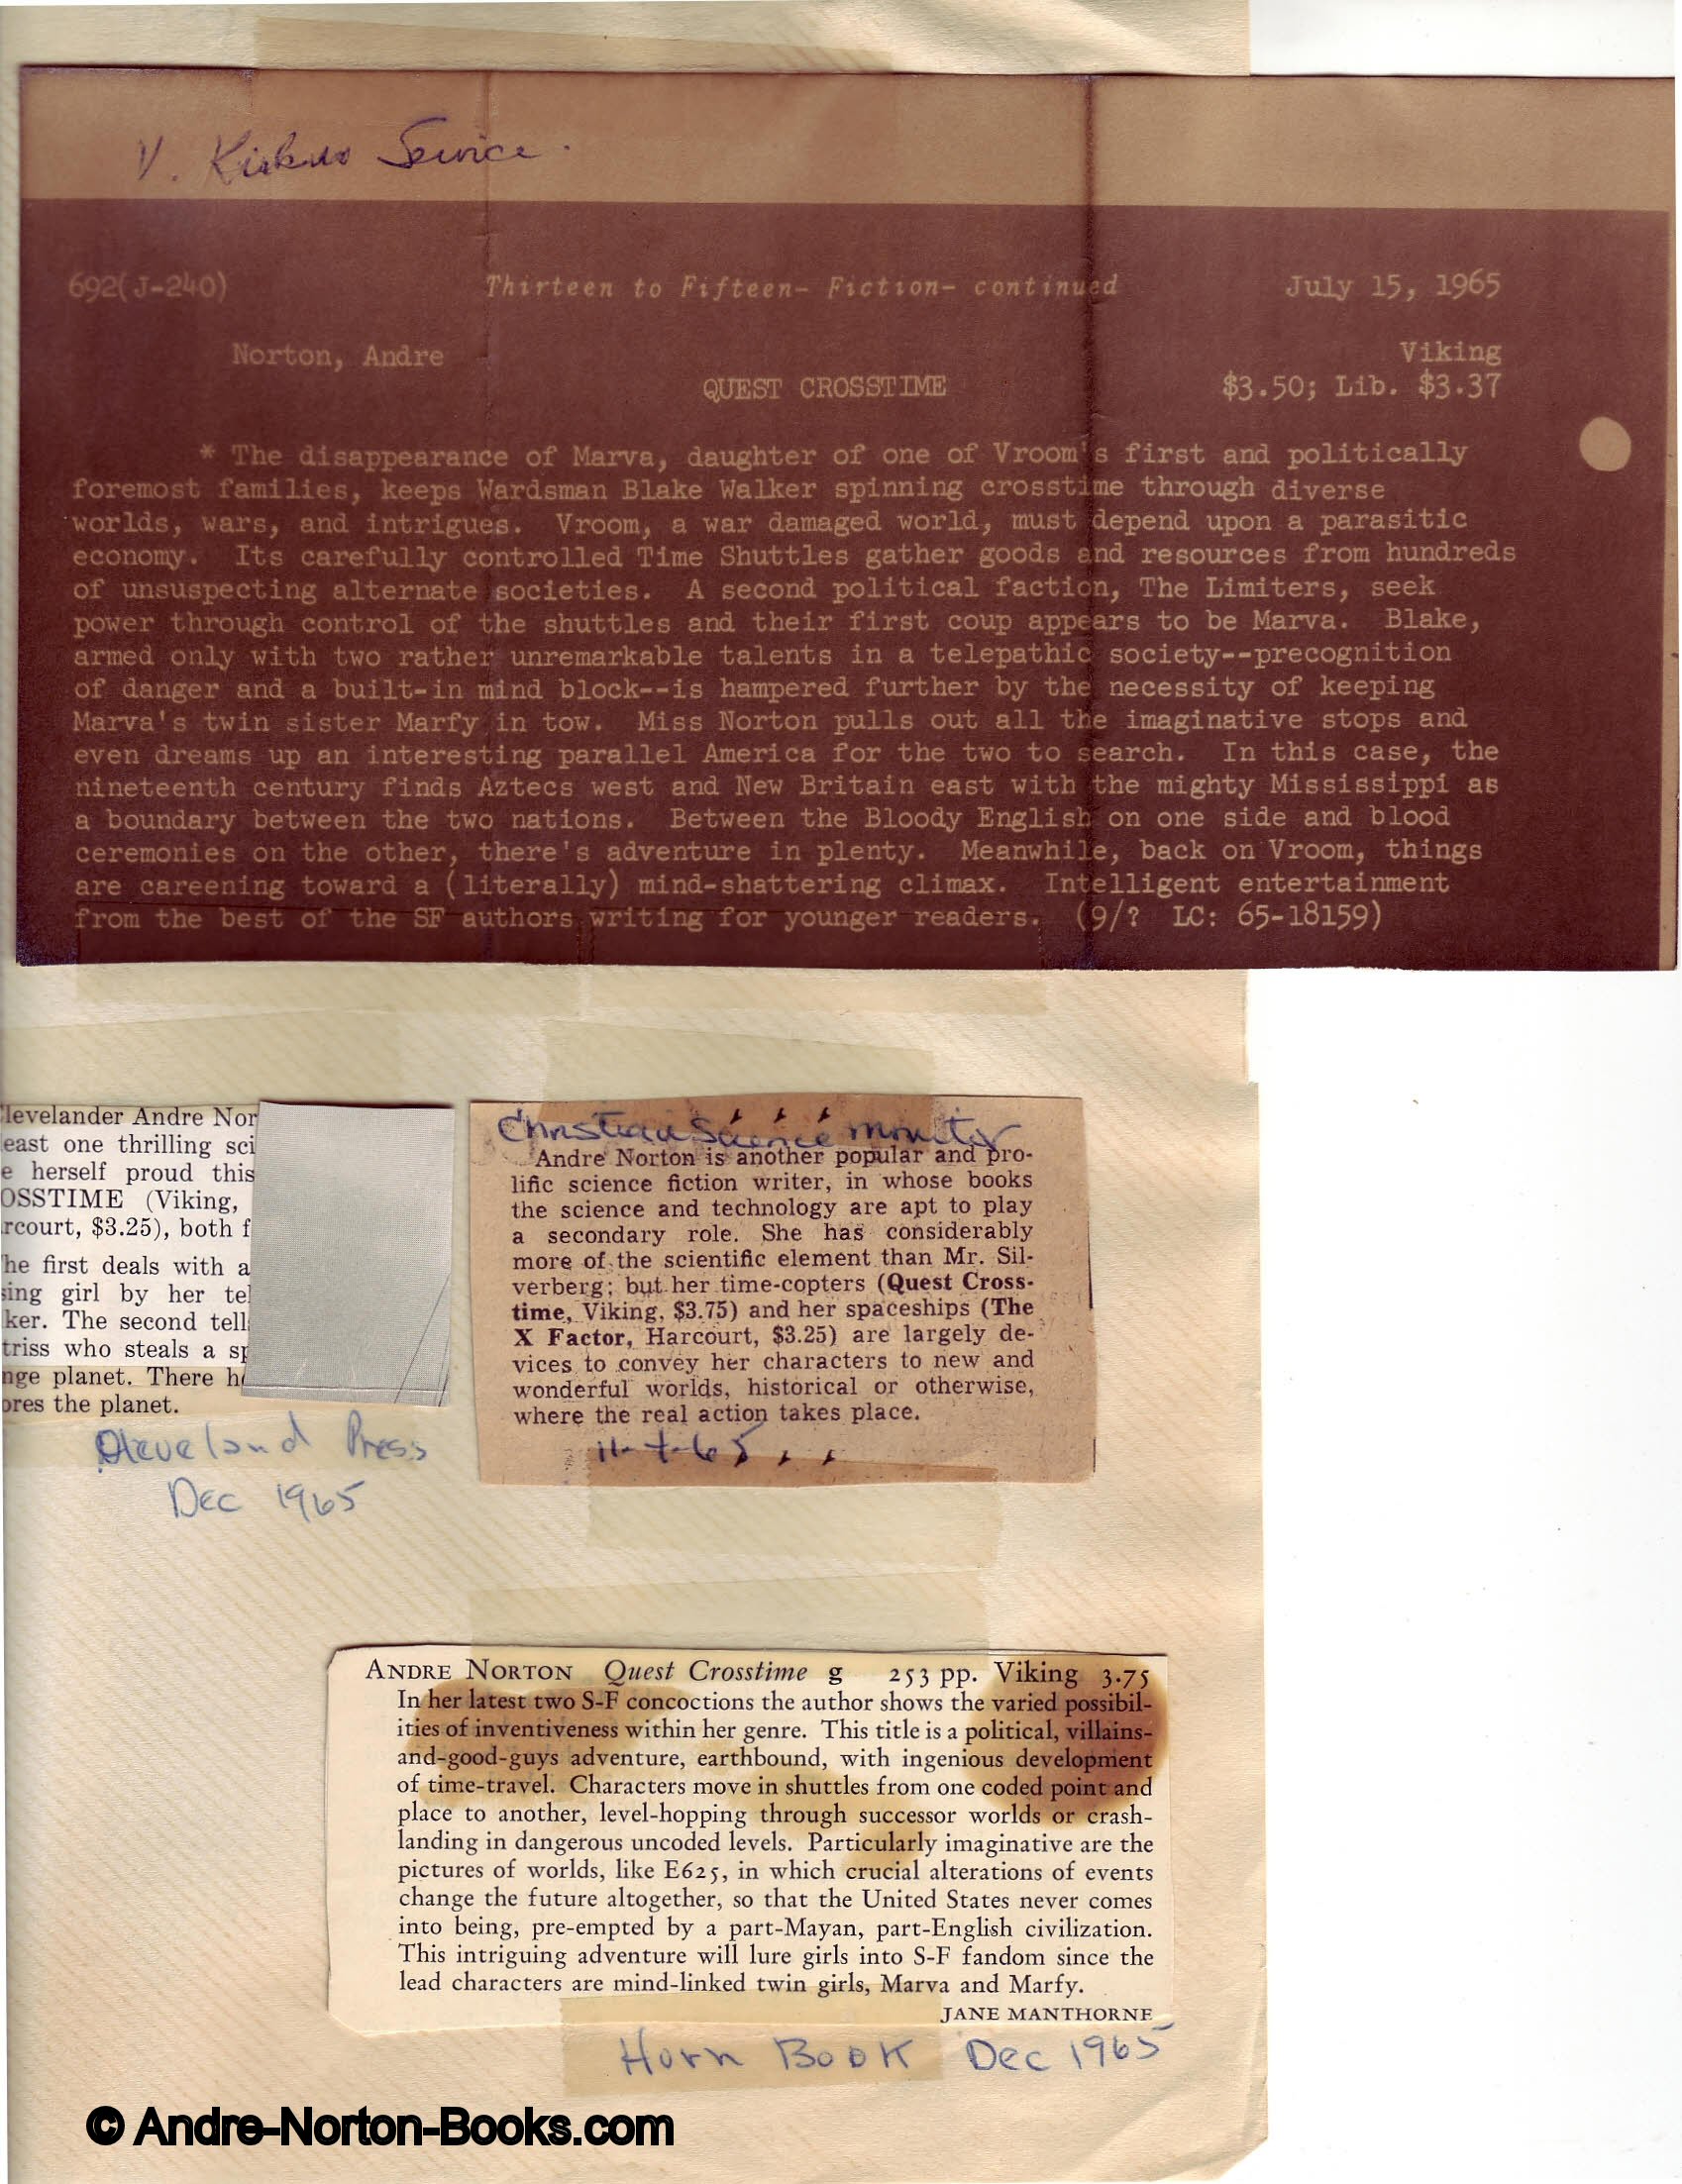 V. Kirkus Service.
692(J-240) Thirteen to Fifteen- Fiction- continued July 15, 1965
Norton, Andre Viking
QUEST CROSSTIME $3.50; Lib. $3.37
* The disappearance of Marva, daughter of one of Vroom's first and politically
foremost families, keeps Wardsman Blake Walker spinning crosstime through diverse
worlds, wars, and intrigues. Vroom, a war damaged world, must depend upon a parasitic
economy. Its carefully controlled Time Shuttles gather goods and resources from hundreds
of unsuspecting alternate societies. A second political faction, The Limiters, seek
power through control of the shuttles and their first coup appears to be Marva. Blake,
armed only with two rather unremarkable talents in a telepathic society--precognition
of danger and a built-in mind block--is hampered further by the necessity of keeping
Marva's twin sister Marfy in tow. Miss Norton pulls out all the imaginative stops and
even dreams up an interesting parallel America for the two to search. In this case, the
nineteenth century finds Aztecs west and New Britain east with the mighty Mississippi as
a boundary between the two nations. Between the Bloody English on one side and blood
ceremonies on the other, there's adventure in plenty. Meanwhile, back on Vroom, things
are careening toward a (literally) mind-shattering climax. Intelligent entertainment
from the best of the SF authors writing for younger readers. (9/? LC: 65-18159)
levelander Andre Nor
east one thrilling sci
e herself proud this
OSSTIME (Viking,
rcourt, $3.25), both f
he first deals with a
sing girl by her tel
ker. The second tell
triss who steals a sp
nge planet. There he
ores the planet.
Cleveland Press
Dec 1965
Christian Science Monitor
Andre Norton is another popular and pro-
lific science fiction writer, in whose books
the science and technology are apt to play
a secondary role. She has considerably
more of the scientific element than Mr. Sil-
verberg; but her time-copters (Quest Cross-
time, Viking, $3.75) and her spaceships (The
X Factor, Harcourt, $3.25) are largely de-
vices to convey her characters to new and
wonderful worlds, historical or otherwise,
where the real action takes place.
11-4-65
ANDRE NORTON Quest Crosstime g 253 pp. Viking 3.75
In her latest two S-F concoctions the author shows the varied possibil-
ities of inventiveness within her genre. This title is a political, villains-
and-good-guys adventure, earthbound, with ingenious development
of time-travel. Characters move in shuttles from one coded point and
place to another, level-hopping through successor worlds or crash-
landing in dangerous uncoded levels. Particularly imaginative are the
pictures of worlds, like E625, in which crucial alterations of events
change the future altogether, so that the United States never comes
into being, pre-empted by a part-Mayan, part-English civilization.
This intriguing adventure will lure girls into S-F fandom since the
lead characters are mind-linked twin girls, Marva and Marfy.
JANE MANTHORNE
Horn Book Dec 1965
© Andre-Norton-Books.com